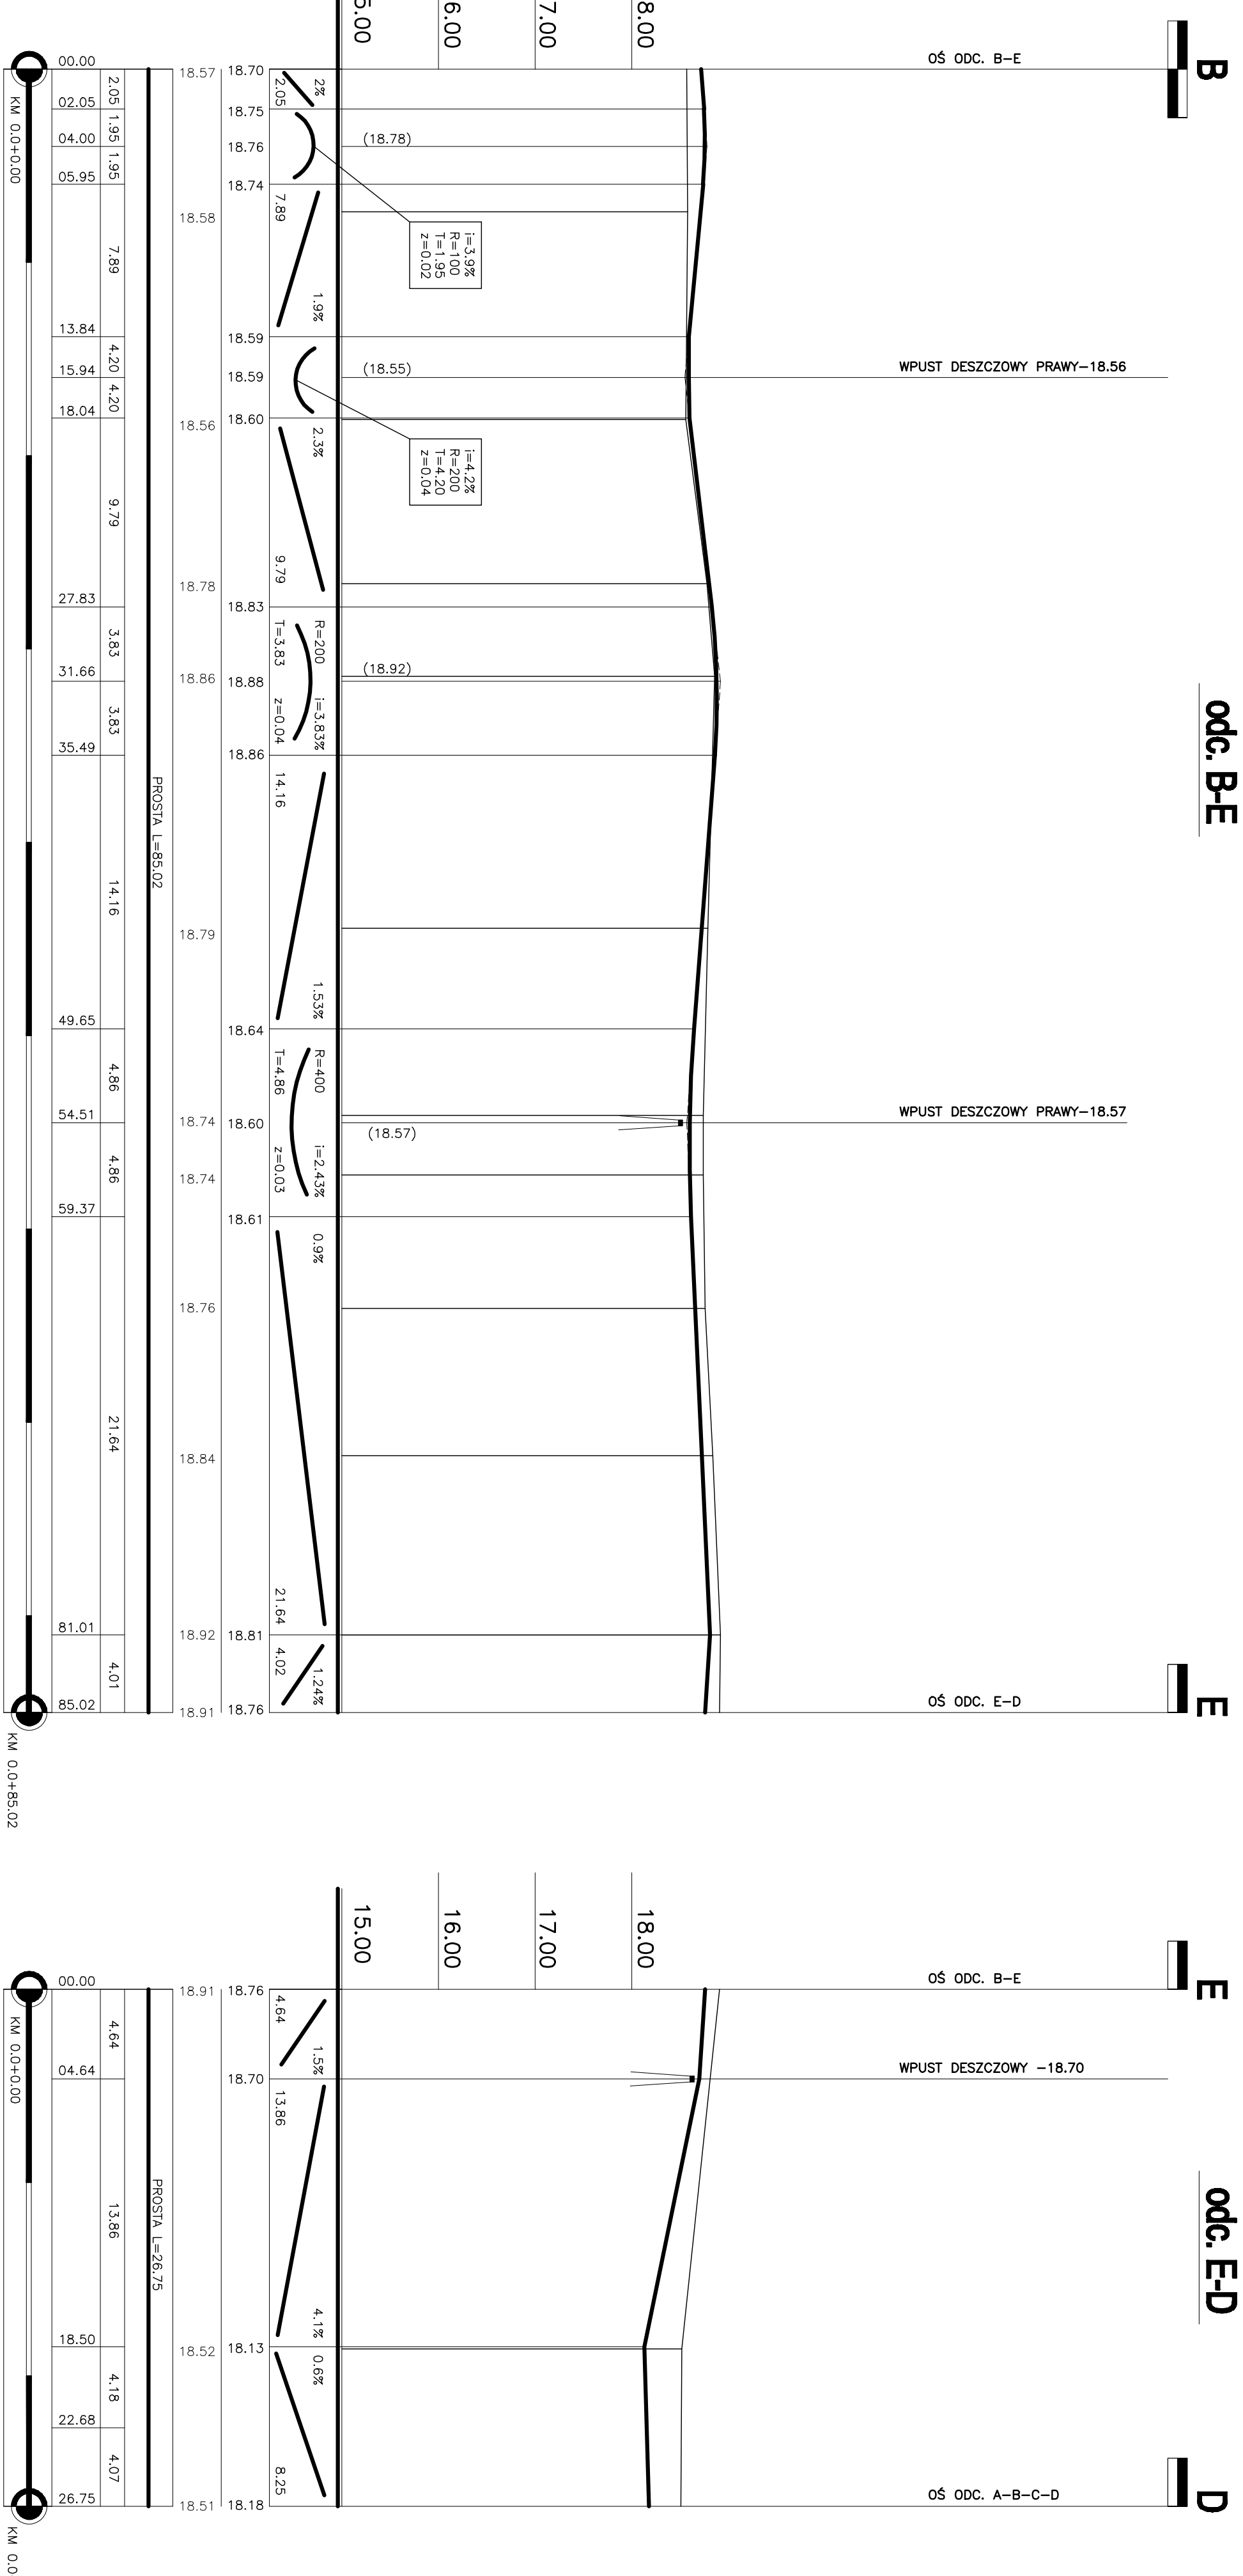 B
odc. B-E
E
OŚ ODC. B-E
WPUST DESZCZOWY PRAWY-18.56
WPUST DESZCZOWY PRAWY-18.57
OŚ ODC. E-D
8.00
7.00
6.00
5.00
(18.78)
(18.55)
(18.92)
(18.57)
i=3.9%
R=100
T=1.95
z=0.02
i=4.2%
R=200
T=4.20
z=0.04
2% 1.9% 2.3% R=200 i=3.83% 1.53% R=400 i=2.43% 0.9% 1.24%
2.05 7.89 9.79 T=3.83 z=0.04 14.16 T=4.86 z=0.03 21.64 4.02
18.70 18.75 18.76 18.74 18.59 18.59 18.60 18.83 18.88 18.86 18.64 18.60 18.61 18.81 18.76
18.57 18.58 18.56 18.78 18.86 18.79 18.74 18.74 18.76 18.84 18.92 18.91
PROSTA L=85.02
2.05 1.95 1.95 7.89 4.20 4.20 9.79 3.83 3.83 14.16 4.86 4.86 21.64 4.01
00.00 02.05 04.00 05.95 13.84 15.94 18.04 27.83 31.66 35.49 49.65 54.51 59.37 81.01 85.02
KM 0.0+0.00
KM 0.0+85.02
E
odc. E-D
D
OŚ ODC. B-E
WPUST DESZCZOWY -18.70
OŚ ODC. A-B-C-D
18.00
17.00
16.00
15.00
1.5% 4.1% 0.6%
4.64 13.86 8.25
18.76 18.70 18.13 18.18
18.91 18.52 18.51
PROSTA L=26.75
4.64 13.86 4.18 4.07
00.00 04.64 18.50 22.68 26.75
KM 0.0+0.00
KM 0.0